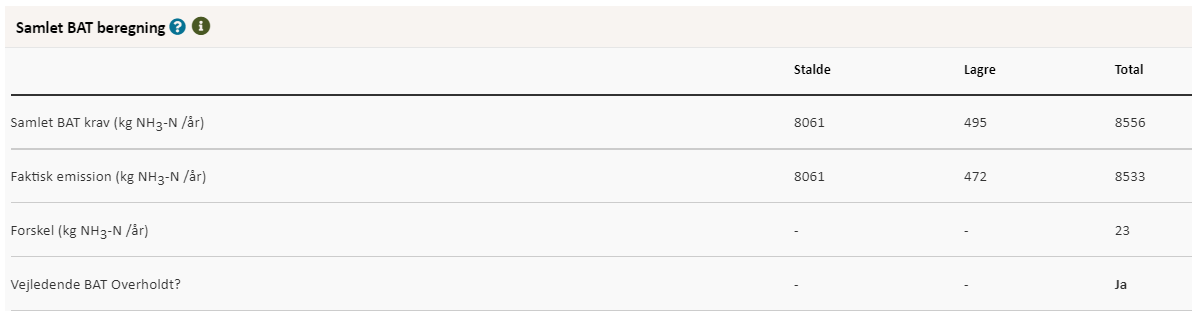 Samlet BAT beregning ? i
Stalde Lagre Total
Samlet BAT krav (kg NH3-N /år) 8061 495 8556
Faktisk emission (kg NH3-N /år) 8061 472 8533
Forskel (kg NH3-N /år) - - 23
Vejledende BAT Overholdt? - - Ja